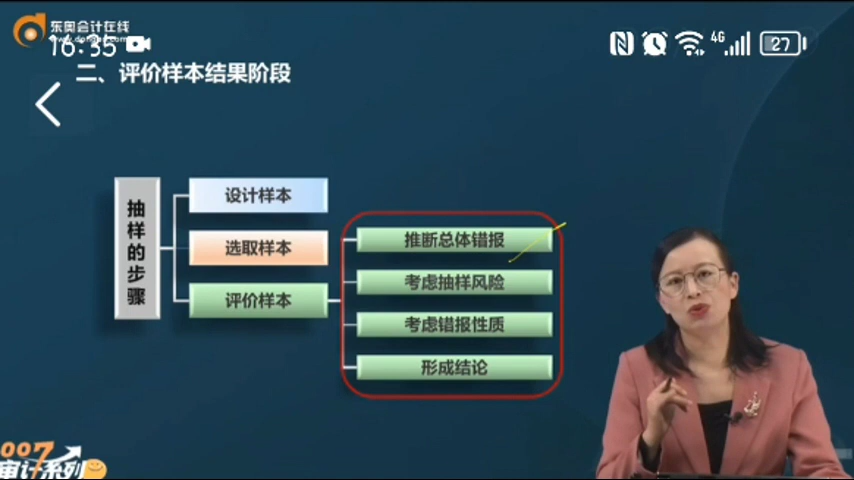 东奥会计在线
16:35
4G
27
二、评价样本结果阶段
抽样的步骤
设计样本
选取样本
评价样本
推断总体错报
考虑抽样风险
考虑错报性质
形成结论
007
审计系列